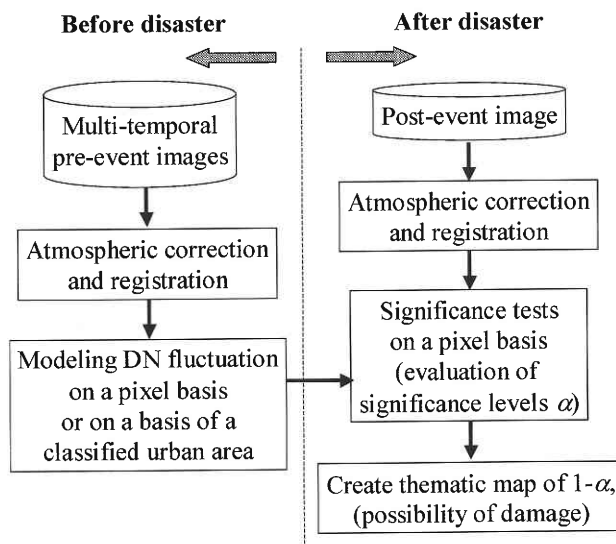 Before disaster
After disaster
Multi-temporal
pre-event images
Atmospheric correction
and registration
Modeling DN fluctuation
on a pixel basis
or on a basis of a
classified urban area
Post-event image
Atmospheric correction
and registration
Significance tests
on a pixel basis
(evaluation of
significance levels α)
Create thematic map of 1-α,
(possibility of damage)